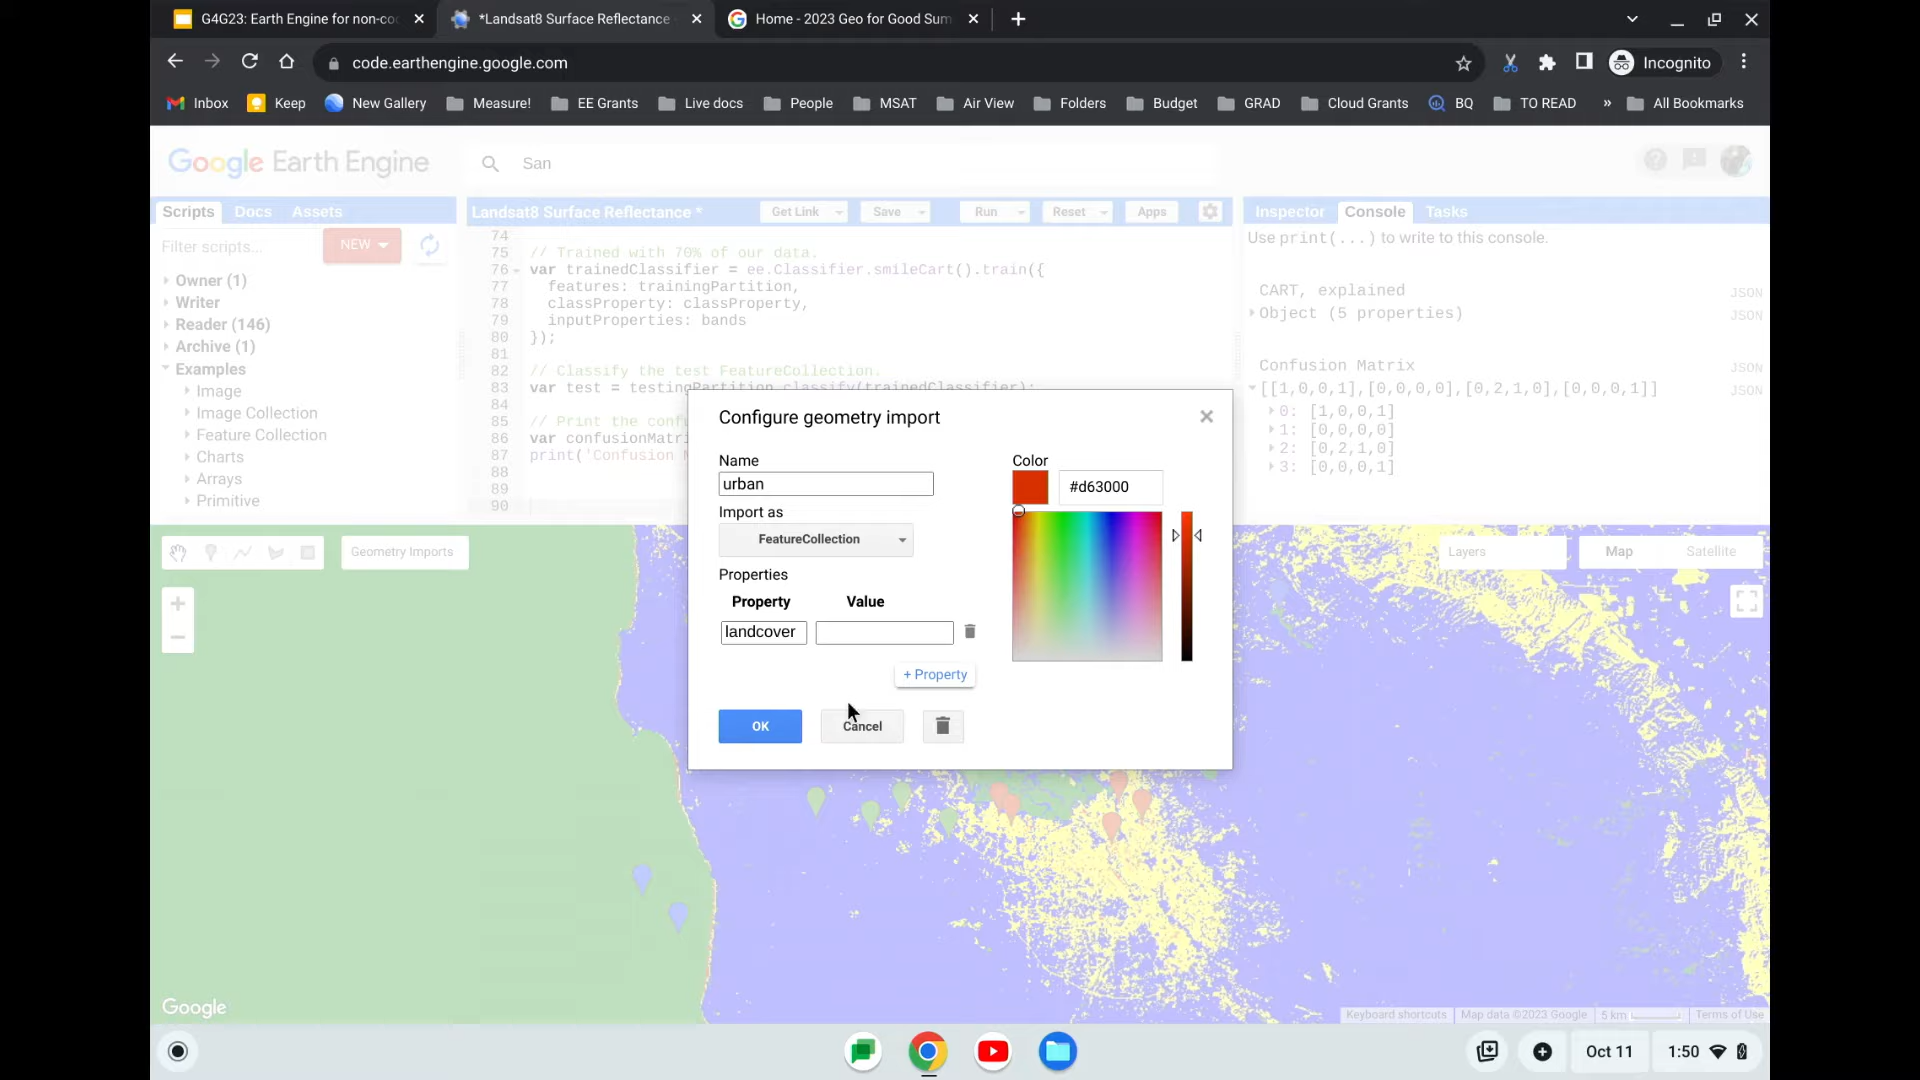 G4G23: Earth Engine for non-co
*Landsat8 Surface Reflectance
Home - 2023 Geo for Good Sum
code.earthengine.google.com
Incognito
Inbox
Keep
New Gallery
Measure!
EE Grants
Live docs
People
MSAT
Air View
Folders
Budget
GRAD
Cloud Grants
BQ
TO READ
»
All Bookmarks
Google Earth Engine
San
Scripts
Docs
Assets
Filter scripts...
NEW
Owner (1)
Writer
Reader (146)
Archive (1)
Examples
Image
Image Collection
Feature Collection
Charts
Arrays
Primitive
Landsat8 Surface Reflectance *
Get Link
Save
Run
Reset
Apps
74
75 // Trained with 70% of our data.
76 var trainedClassifier = ee.Classifier.smileCart().train({
77 features: trainingPartition,
78 classProperty: classProperty,
79 inputProperties: bands
80 });
81
82 // Classify the test FeatureCollection.
83 var test = testingPartition.classify(trainedClassifier);
84
85 // Print the conf
86 var confusionMatri
87 print('Confusion M
88
89
90
Inspector
Console
Tasks
Use print(...) to write to this console.
CART, explained
JSON
Object (5 properties)
JSON
Confusion Matrix
JSON
[[1,0,0,1],[0,0,0,0],[0,2,1,0],[0,0,0,1]]
JSON
0: [1,0,0,1]
1: [0,0,0,0]
2: [0,2,1,0]
3: [0,0,0,1]
Configure geometry import
Name
urban
Import as
FeatureCollection
Properties
Property
Value
landcover
+ Property
OK
Cancel
Color
#d63000
Geometry Imports
Layers
Map
Satellite
+
−
Google
Keyboard shortcuts
Map data ©2023 Google
5 km
Terms of Use
Oct 11
1:50